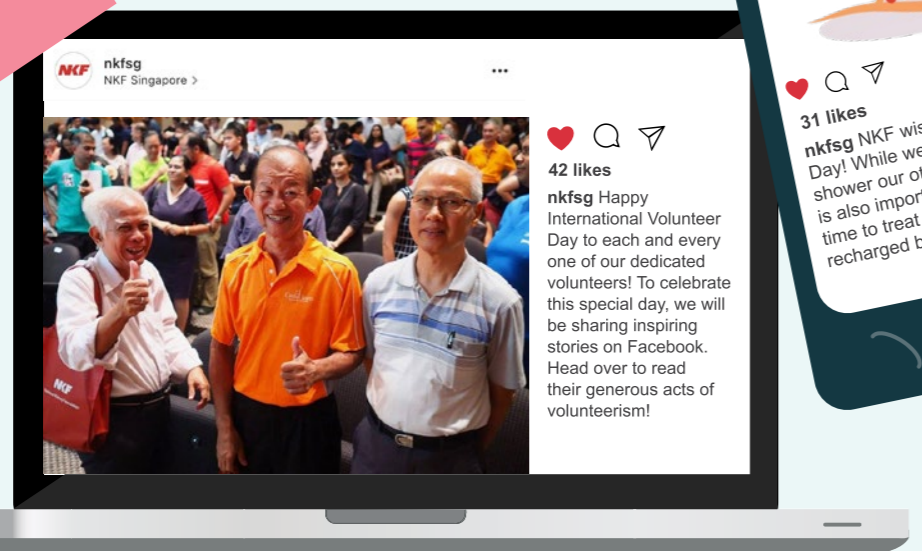 NKF
nkfsg
NKF Singapore >
42 likes
nkfsg Happy
International Volunteer
Day to each and every
one of our dedicated
volunteers! To celebrate
this special day, we will
be sharing inspiring
stories on Facebook.
Head over to read
their generous acts of
volunteerism!
NKF
31 likes
nkfsg NKF
Day! While we
shower our
is also
time to treat
recharged